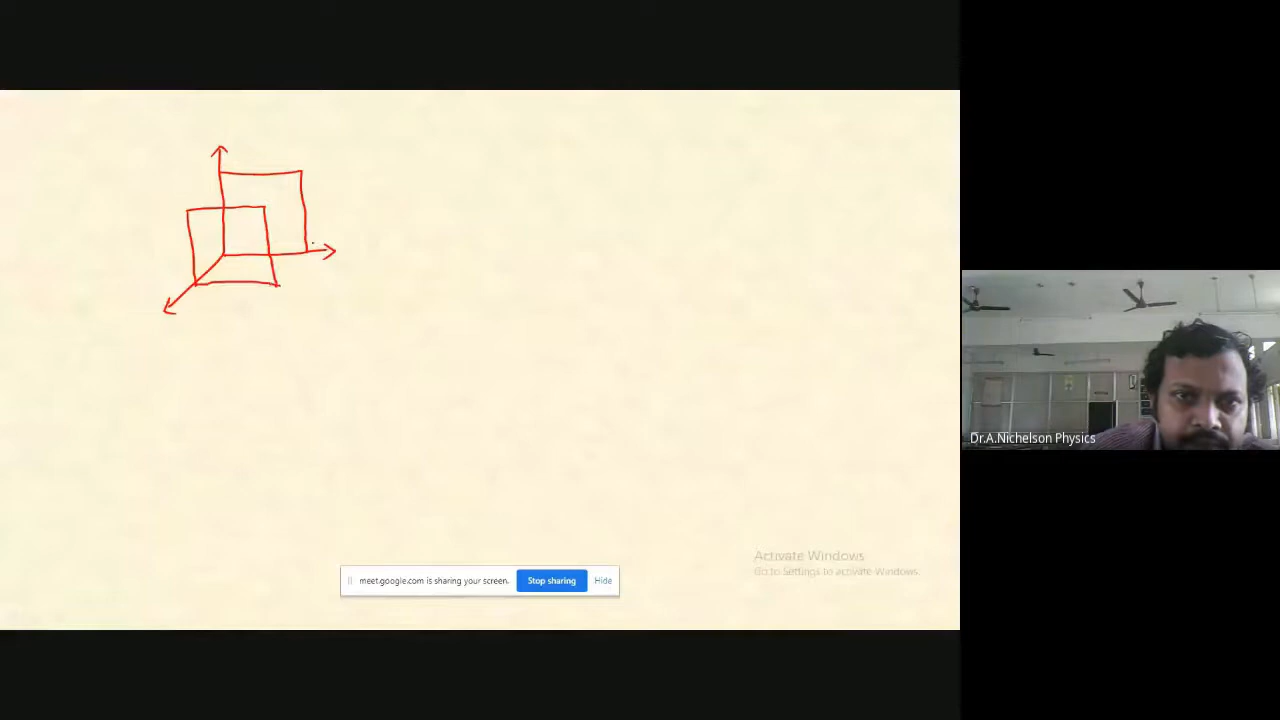 Dr.A.Nichelson Physics
Activate Windows
Go to Settings to activate Windows.
meet.google.com is sharing your screen.
Stop sharing
Hide